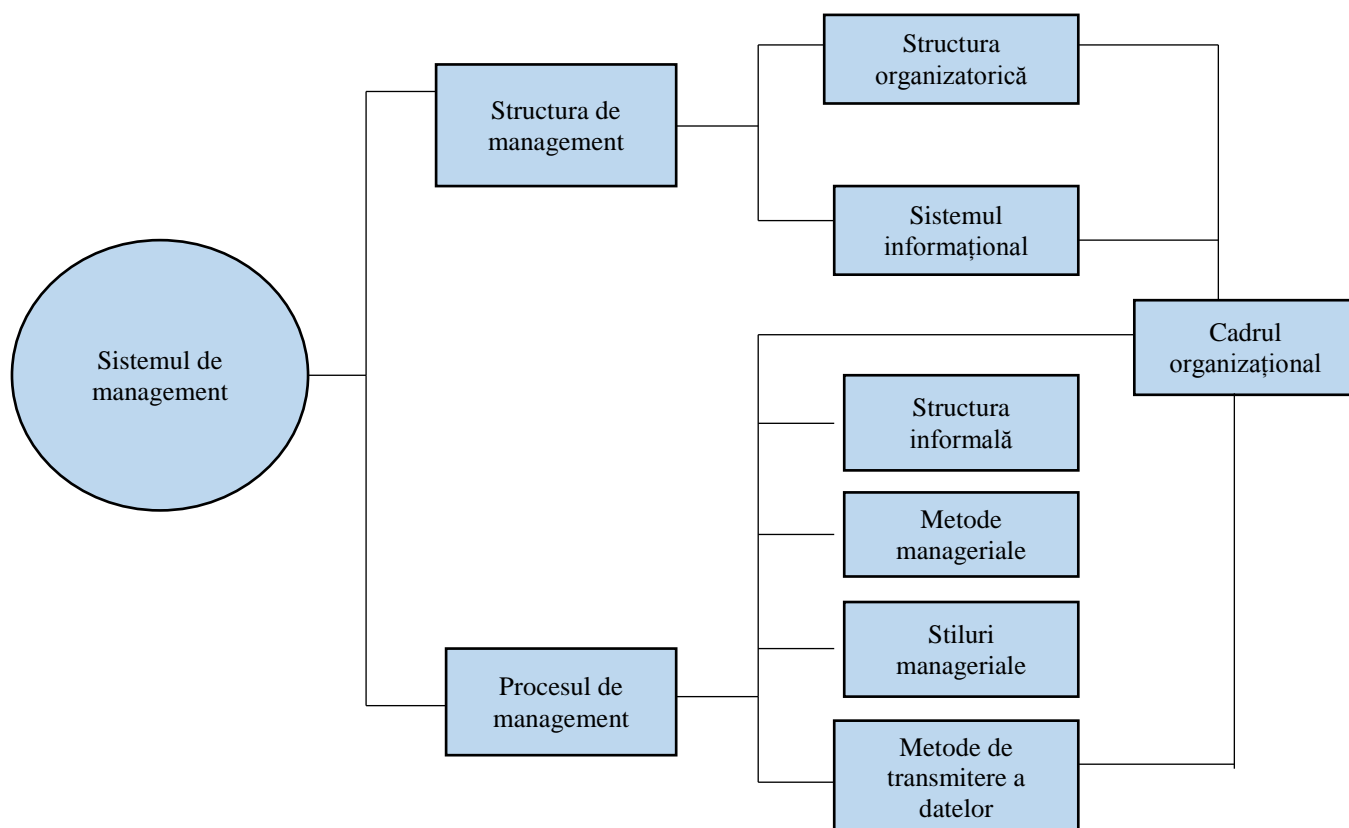 Structura
organizatorică
Structura de
management
Sistemul
informațional
Cadrul
organizațional
Sistemul de
management
Structura
informală
Metode
manageriale
Stiluri
manageriale
Procesul de
management
Metode de
transmitere a
datelor